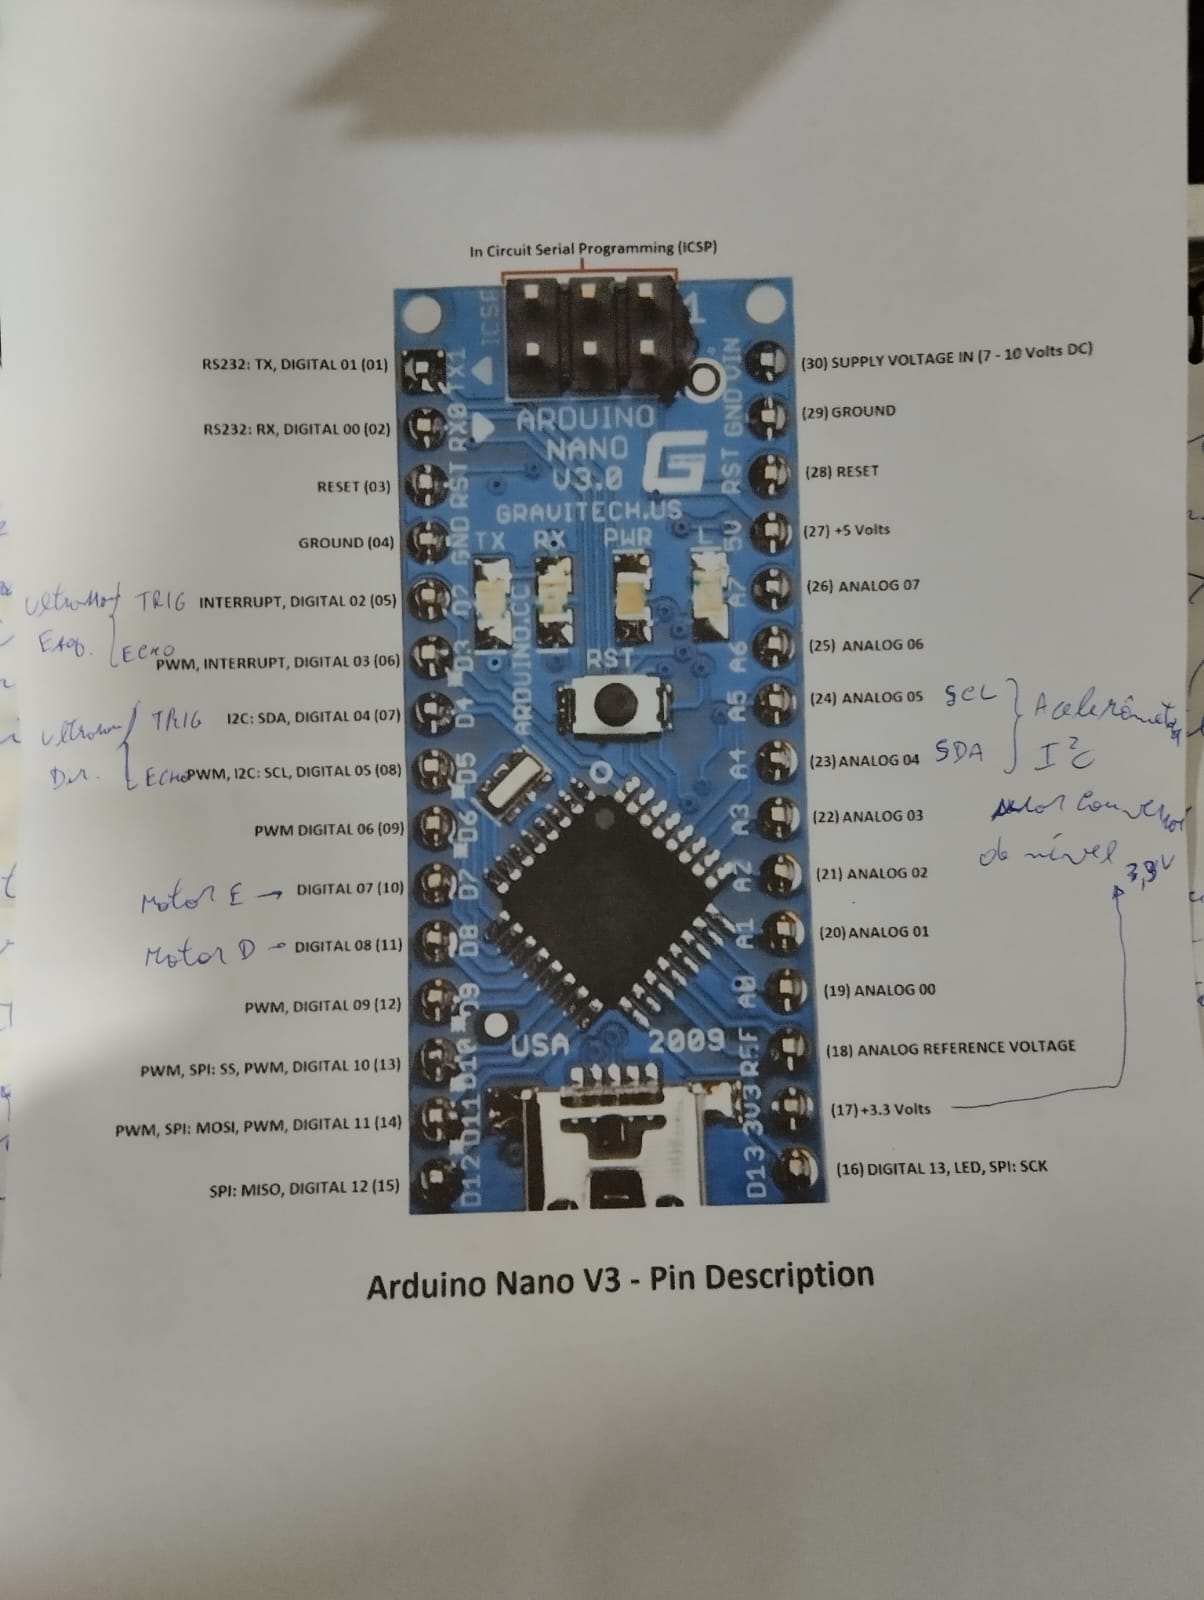 In Circuit Serial Programming (ICSP)
RS232: TX, DIGITAL 01 (01)
RS232: RX, DIGITAL 00 (02)
RESET (03)
GROUND (04)
TRIG INTERRUPT, DIGITAL 02 (05)
Esq. ECHO PWM, INTERRUPT, DIGITAL 03 (06)
TRIG I2C: SDA, DIGITAL 04 (07)
Dir. ECHO PWM, I2C: SCL, DIGITAL 05 (08)
PWM DIGITAL 06 (09)
Motor E → DIGITAL 07 (10)
Motor D → DIGITAL 08 (11)
PWM, DIGITAL 09 (12)
PWM, SPI: SS, PWM, DIGITAL 10 (13)
PWM, SPI: MOSI, PWM, DIGITAL 11 (14)
SPI: MISO, DIGITAL 12 (15)
ICSP
1
TX1
RX0
RST
GND
D2
D3
D4
D5
D6
D7
D8
D9
D10
D11
D12
ARDUINO
NANO
V3.0
G
GRAVITECH.US
TX RX PWR L
ARDUINO.CC
RST
USA 2009
VIN
GND
RST
5V
A7
A6
A5
A4
A3
A2
A1
A0
REF
3V3
D13
(30) SUPPLY VOLTAGE IN (7 - 10 Volts DC)
(29) GROUND
(28) RESET
(27) +5 Volts
(26) ANALOG 07
(25) ANALOG 06
(24) ANALOG 05 SCL Acelerômetro
(23) ANALOG 04 SDA I²C
(22) ANALOG 03 conversor
de nível
(21) ANALOG 02 3,3V
(20) ANALOG 01
(19) ANALOG 00
(18) ANALOG REFERENCE VOLTAGE
(17) +3.3 Volts
(16) DIGITAL 13, LED, SPI: SCK
Arduino Nano V3 - Pin Description